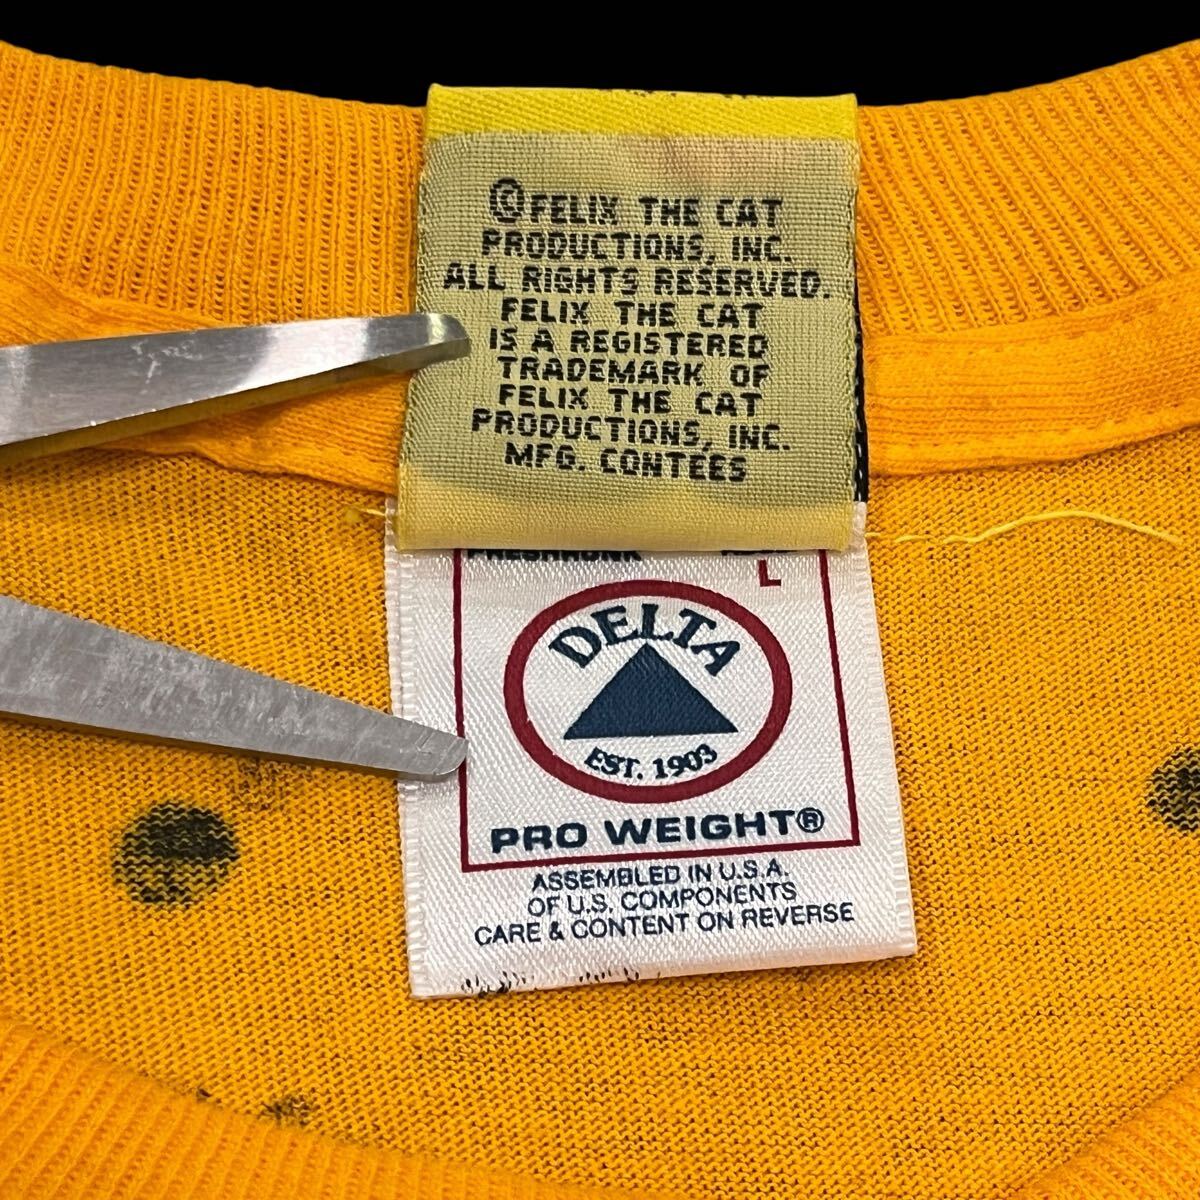 ©FELIX THE CAT
PRODUCTIONS, INC.
ALL RIGHTS RESERVED.
FELIX THE CAT
IS A REGISTERED
TRADEMARK OF
FELIX THE CAT
PRODUCTIONS, INC.
MFG. CONTEES
L
DELTA
EST. 1903
PRO WEIGHT®
ASSEMBLED IN U.S.A.
OF U.S. COMPONENTS
CARE & CONTENT ON REVERSE